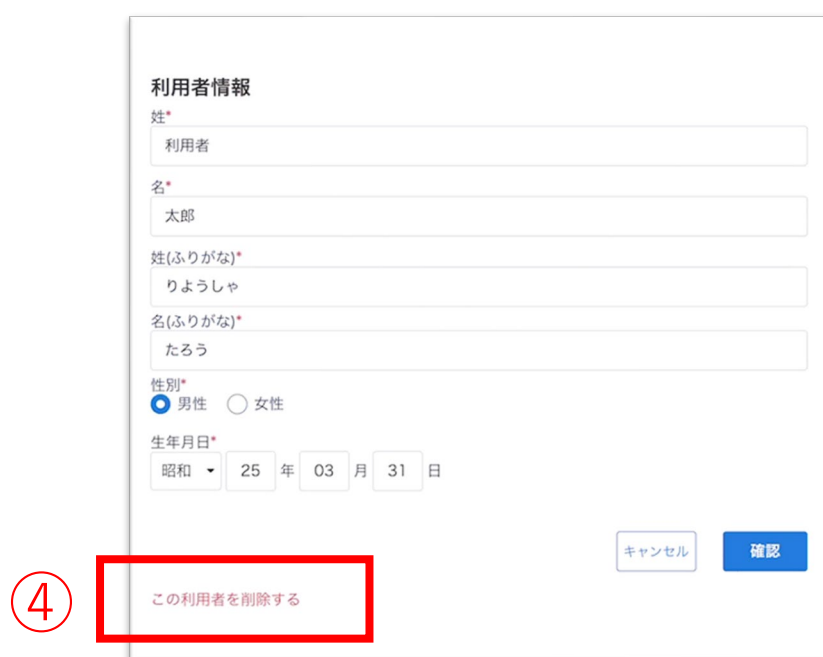 利用者情報
姓*
利用者
名*
太郎
姓(ふりがな)*
りようしゃ
名(ふりがな)*
たろう
性別*
男性 女性
生年月日*
昭和 25 年 03 月 31 日
キャンセル 確認
④ この利用者を削除する